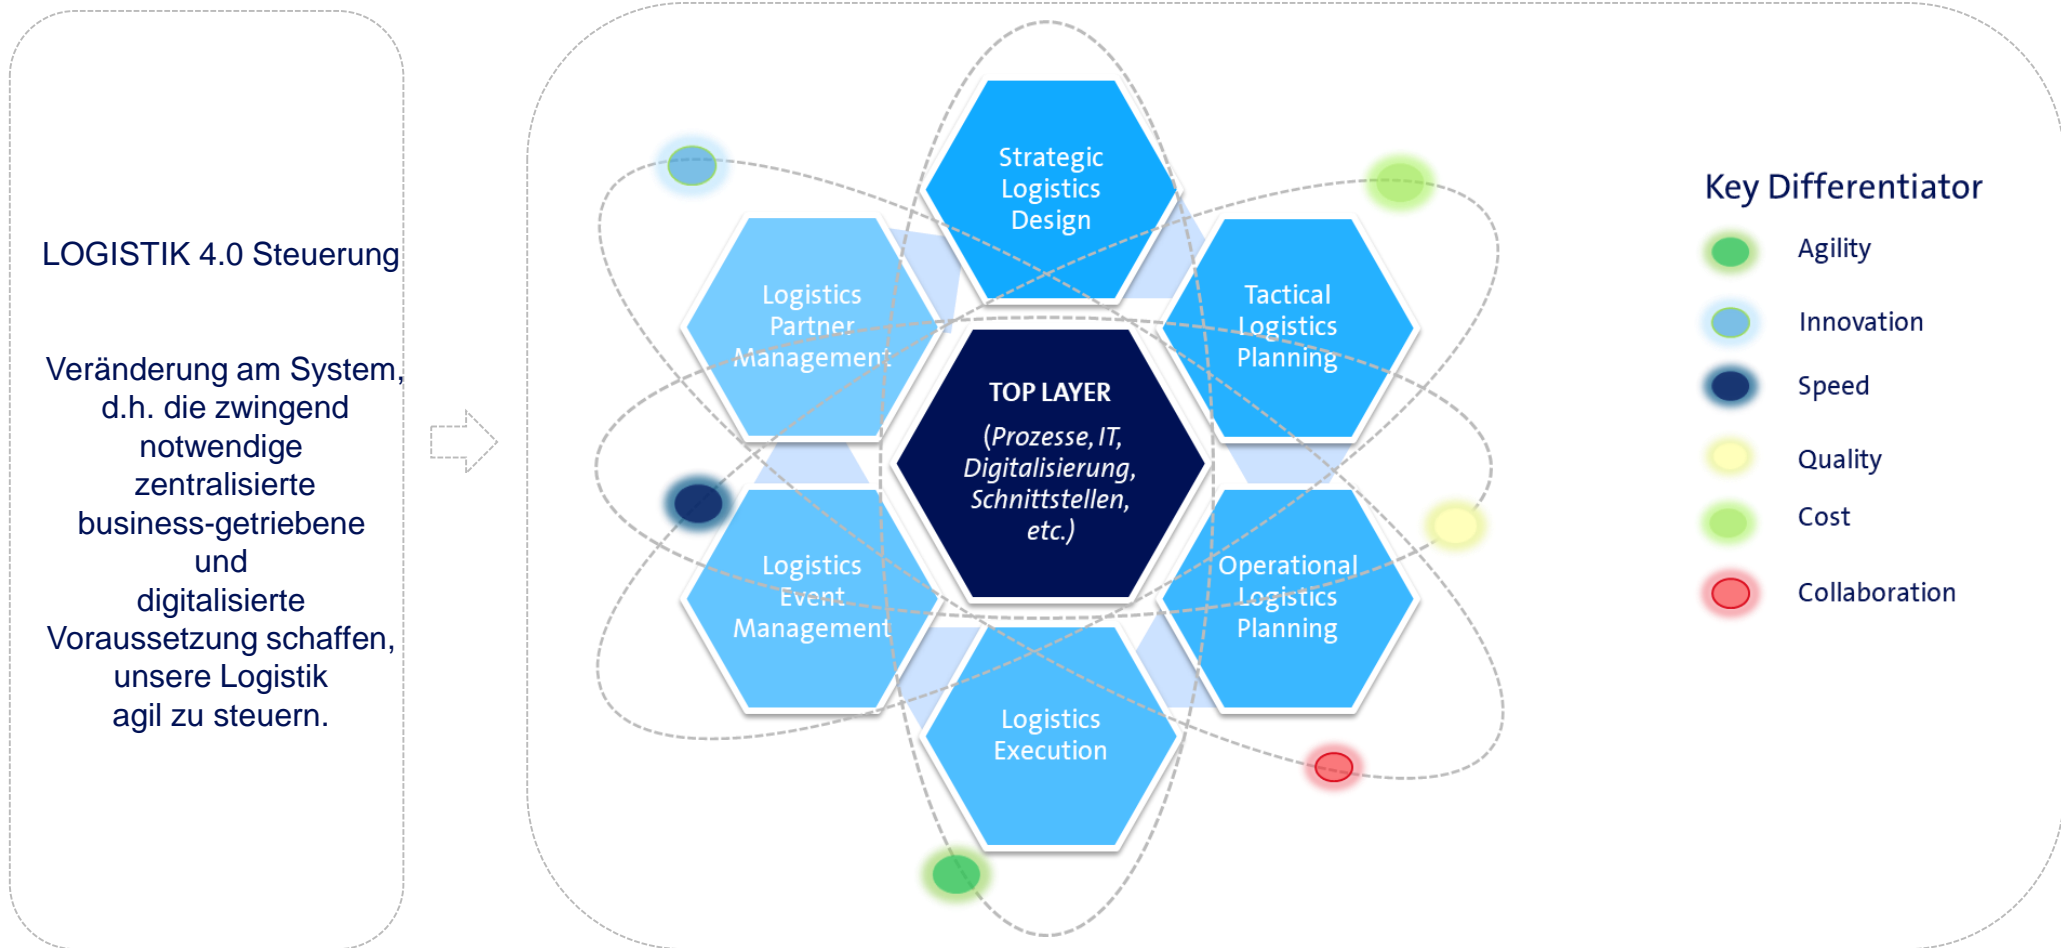 LOGISTIK 4.0 Steuerung
Veränderung am System,
d.h. die zwingend
notwendige
zentralisierte
business-getriebene
und
digitalisierte
Voraussetzung schaffen,
unsere Logistik
agil zu steuern.
Strategic
Logistics
Design
Logistics
Partner
Management
Tactical
Logistics
Planning
TOP LAYER
(Prozesse, IT,
Digitalisierung,
Schnittstellen,
etc.)
Logistics
Event
Management
Operational
Logistics
Planning
Logistics
Execution
Key Differentiator
Agility
Innovation
Speed
Quality
Cost
Collaboration